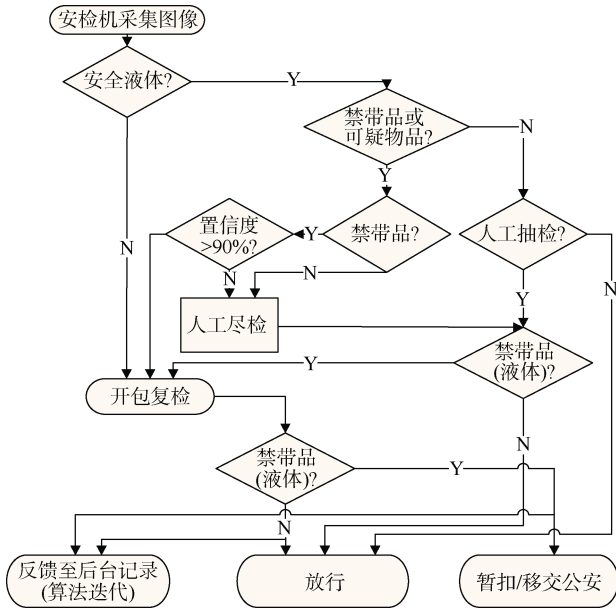 安检机采集图像
安全液体?
Y
禁带品或
可疑物品?
N
Y
置信度
>90%?
Y
禁带品?
人工抽检?
N
N
N
N
Y
人工尽检
禁带品
(液体)?
Y
开包复检
N
禁带品
(液体)?
Y
N
反馈至后台记录
(算法迭代)
放行
暂扣/移交公安